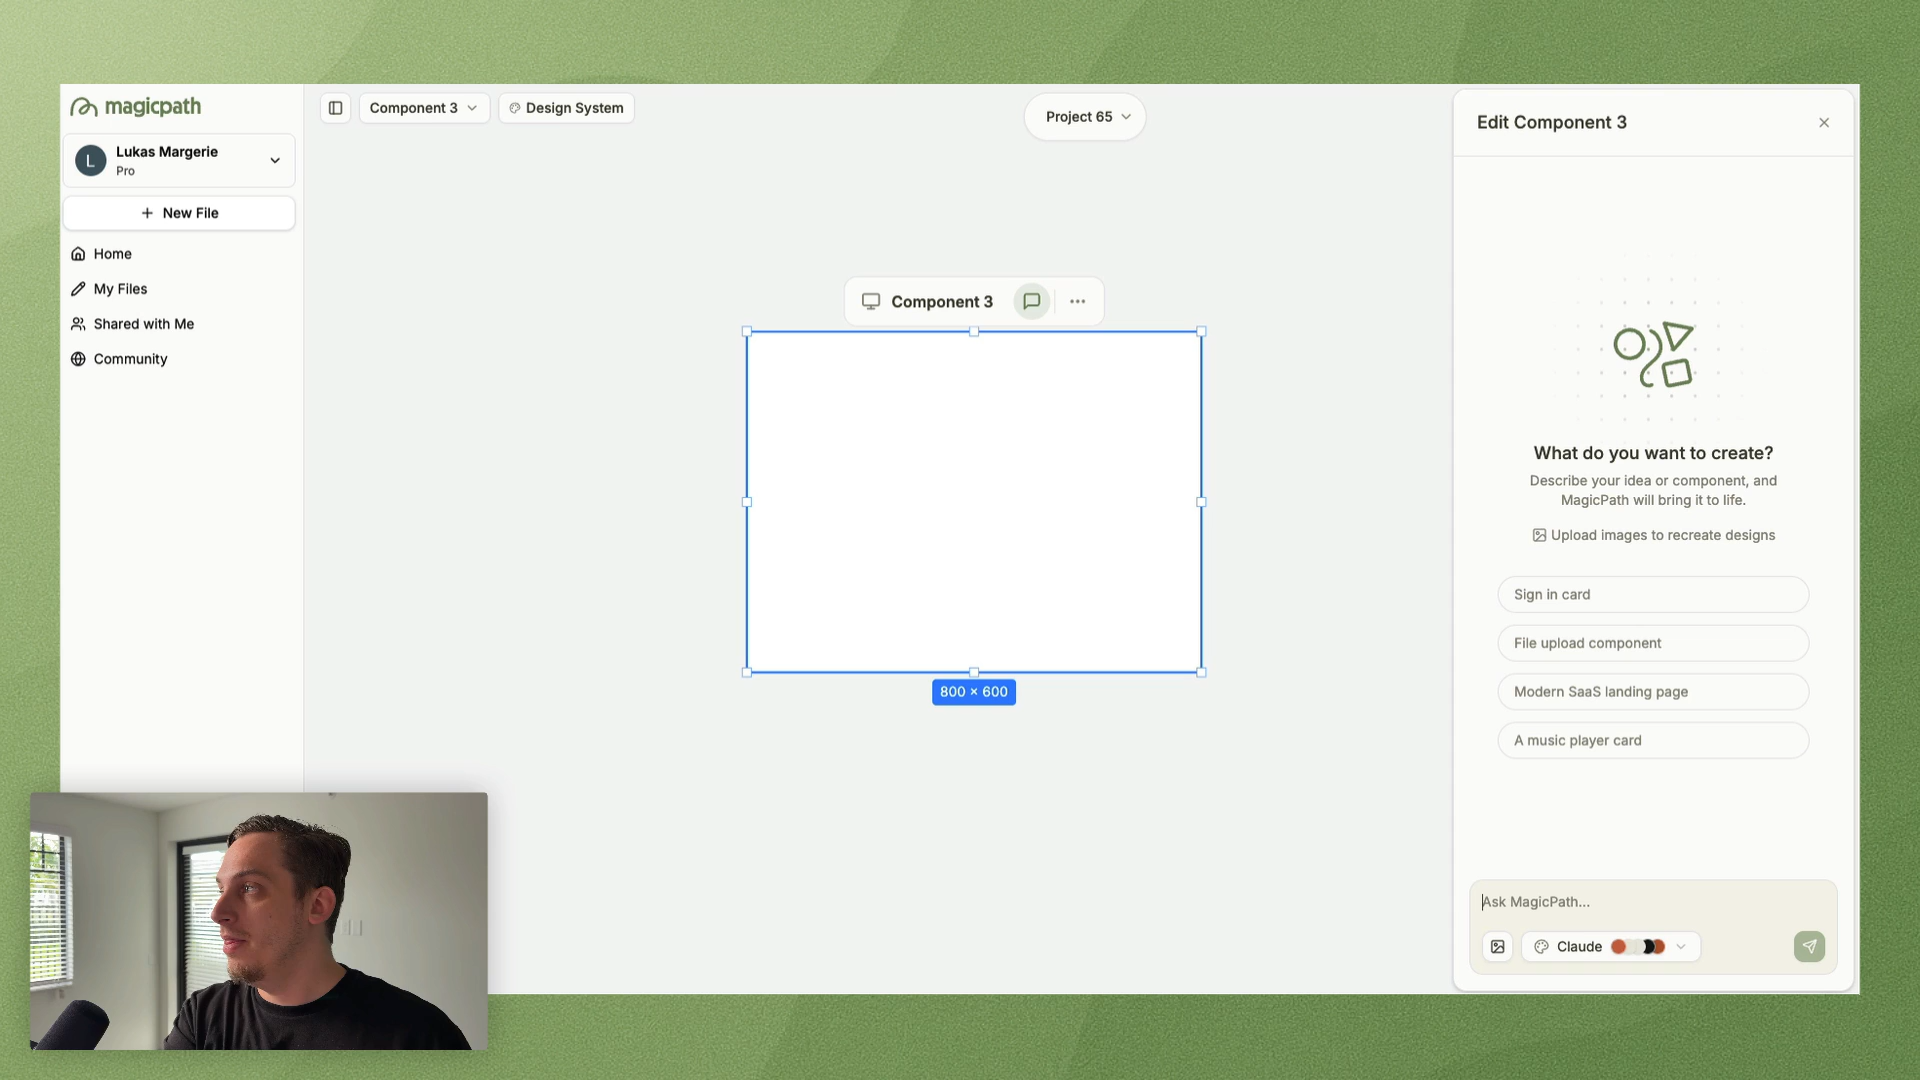 magicpath
L
Lukas Margerie
Pro
New File
Home
My Files
Shared with Me
Community
Component 3
Design System
Project 65
Component 3
800 × 600
Edit Component 3
What do you want to create?
Describe your idea or component, and
MagicPath will bring it to life.
Upload images to recreate designs
Sign in card
File upload component
Modern SaaS landing page
A music player card
Ask MagicPath...
Claude